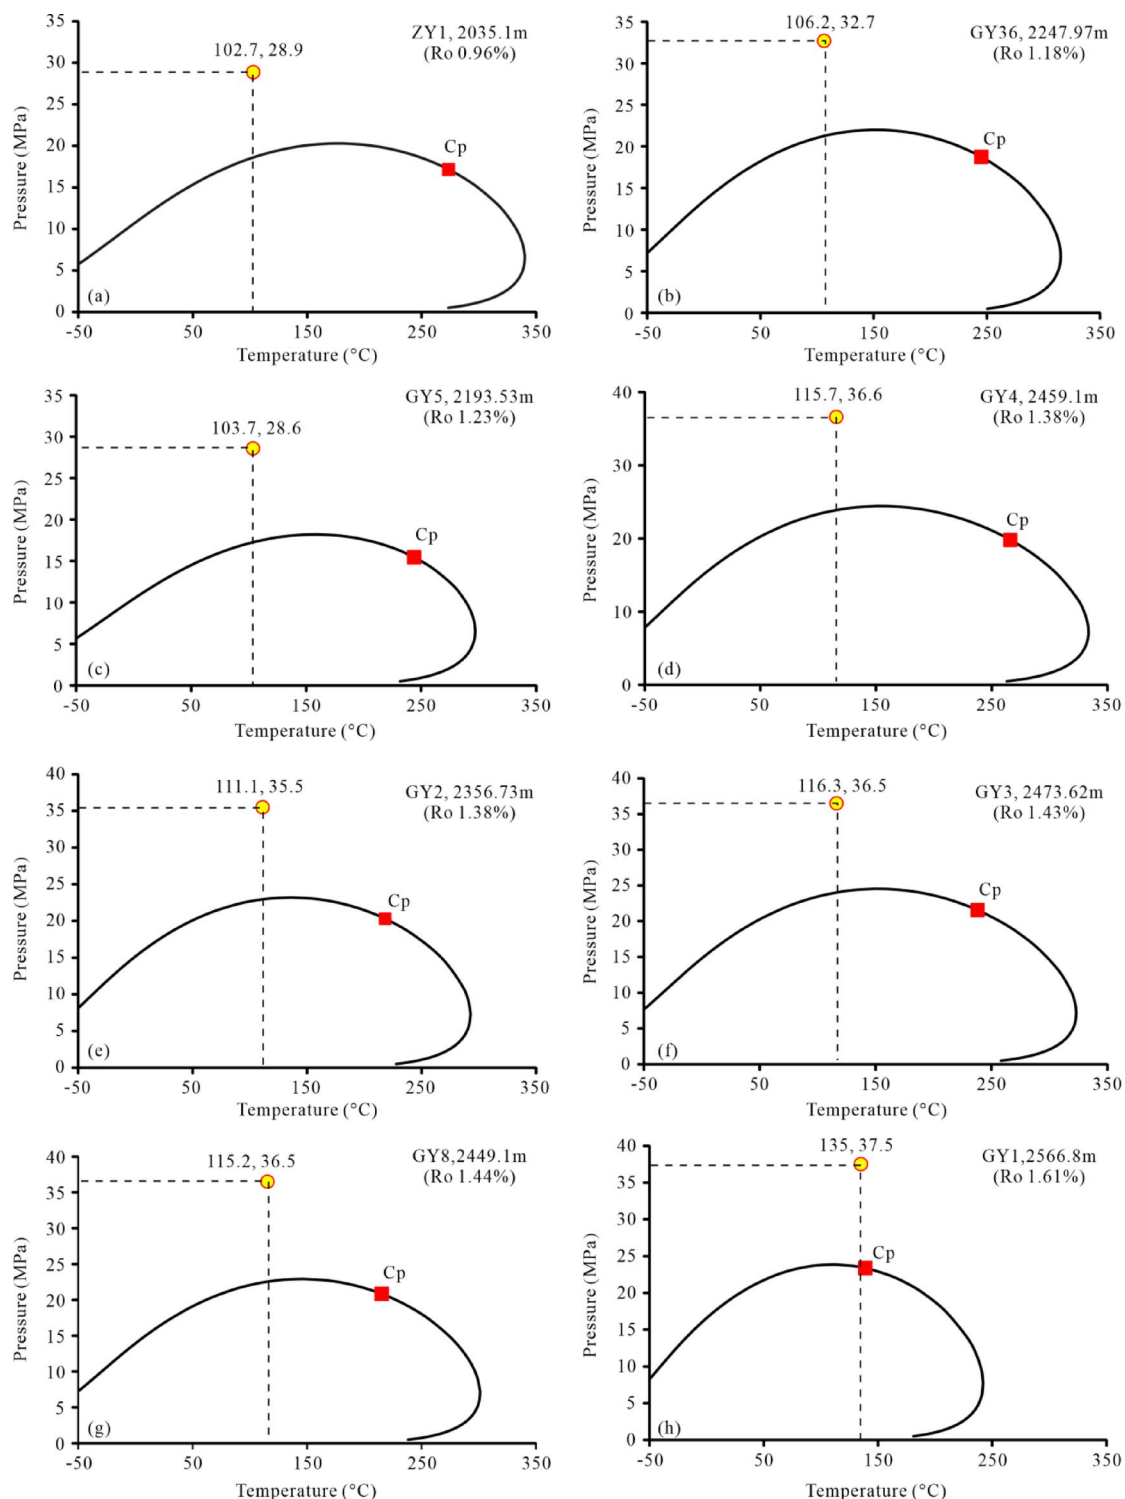 35
30
25
20
15
10
5
0
Pressure (MPa)
102.7, 28.9
ZY1, 2035.1m
(Ro 0.96%)
Cp
(a)
-50
50
150
250
350
Temperature (°C)
35
30
25
20
15
10
5
0
Pressure (MPa)
106.2, 32.7
GY36, 2247.97m
(Ro 1.18%)
Cp
(b)
-50
50
150
250
350
Temperature (°C)
35
30
25
20
15
10
5
0
Pressure (MPa)
103.7, 28.6
GY5, 2193.53m
(Ro 1.23%)
Cp
(c)
-50
50
150
250
350
Temperature (°C)
40
30
20
10
0
Pressure (MPa)
115.7, 36.6
GY4, 2459.1m
(Ro 1.38%)
Cp
(d)
-50
50
150
250
350
Temperature (°C)
40
35
30
25
20
15
10
5
0
Pressure (MPa)
111.1, 35.5
GY2, 2356.73m
(Ro 1.38%)
Cp
(e)
-50
50
150
250
350
Temperature (°C)
40
35
30
25
20
15
10
5
0
Pressure (MPa)
116.3, 36.5
GY3, 2473.62m
(Ro 1.43%)
Cp
(f)
-50
50
150
250
350
Temperature (°C)
40
35
30
25
20
15
10
5
0
Pressure (MPa)
115.2, 36.5
GY8,2449.1m
(Ro 1.44%)
Cp
(g)
-50
50
150
250
350
Temperature (°C)
40
35
30
25
20
15
10
5
0
Pressure (MPa)
135, 37.5
GY1,2566.8m
(Ro 1.61%)
Cp
(h)
-50
50
150
250
350
Temperature (°C)